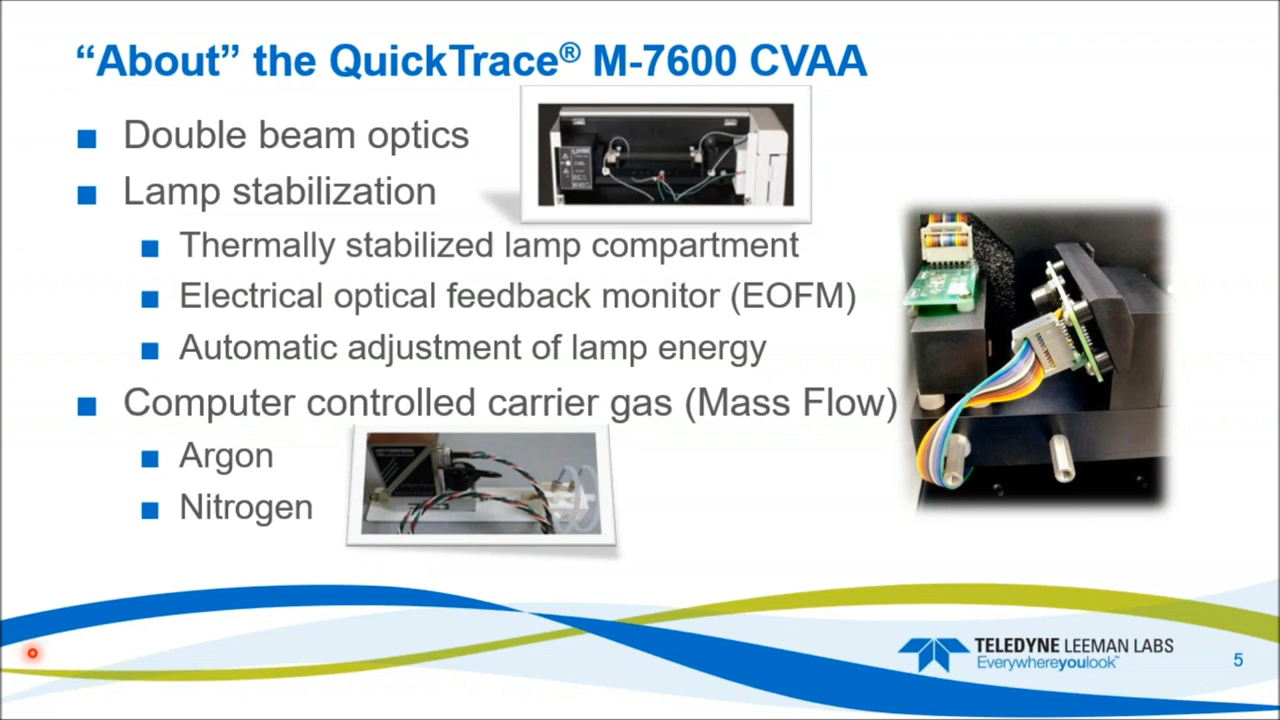 “About” the QuickTrace® M-7600 CVAA
Double beam optics
Lamp stabilization
Thermally stabilized lamp compartment
Electrical optical feedback monitor (EOFM)
Automatic adjustment of lamp energy
Computer controlled carrier gas (Mass Flow)
Argon
Nitrogen
TELEDYNE LEEMAN LABS
Everywhereyoulook™
5